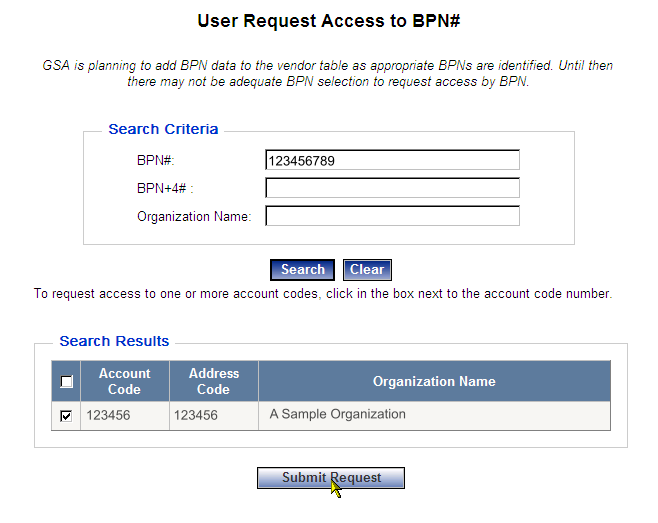 User Request Access to BPN#
GSA is planning to add BPN data to the vendor table as appropriate BPNs are identified. Until then
there may not be adequate BPN selection to request access by BPN.
Search Criteria
BPN#: 123456789
BPN+4# :
Organization Name:
Search Clear
To request access to one or more account codes, click in the box next to the account code number.
Search Results
Account Address
Code Code Organization Name
123456 123456 A Sample Organization
Submit Request